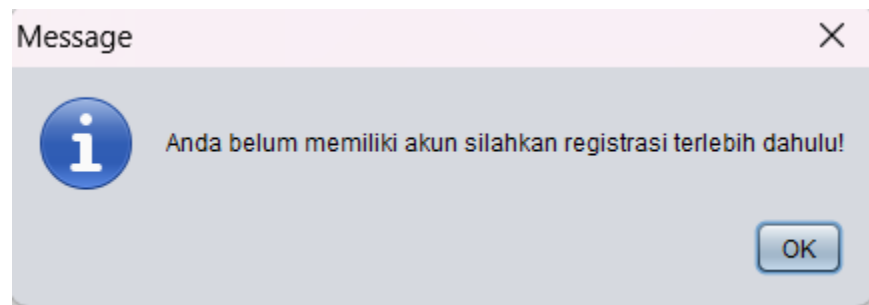 Message
Anda belum memiliki akun silahkan registrasi terlebih dahulu!
OK